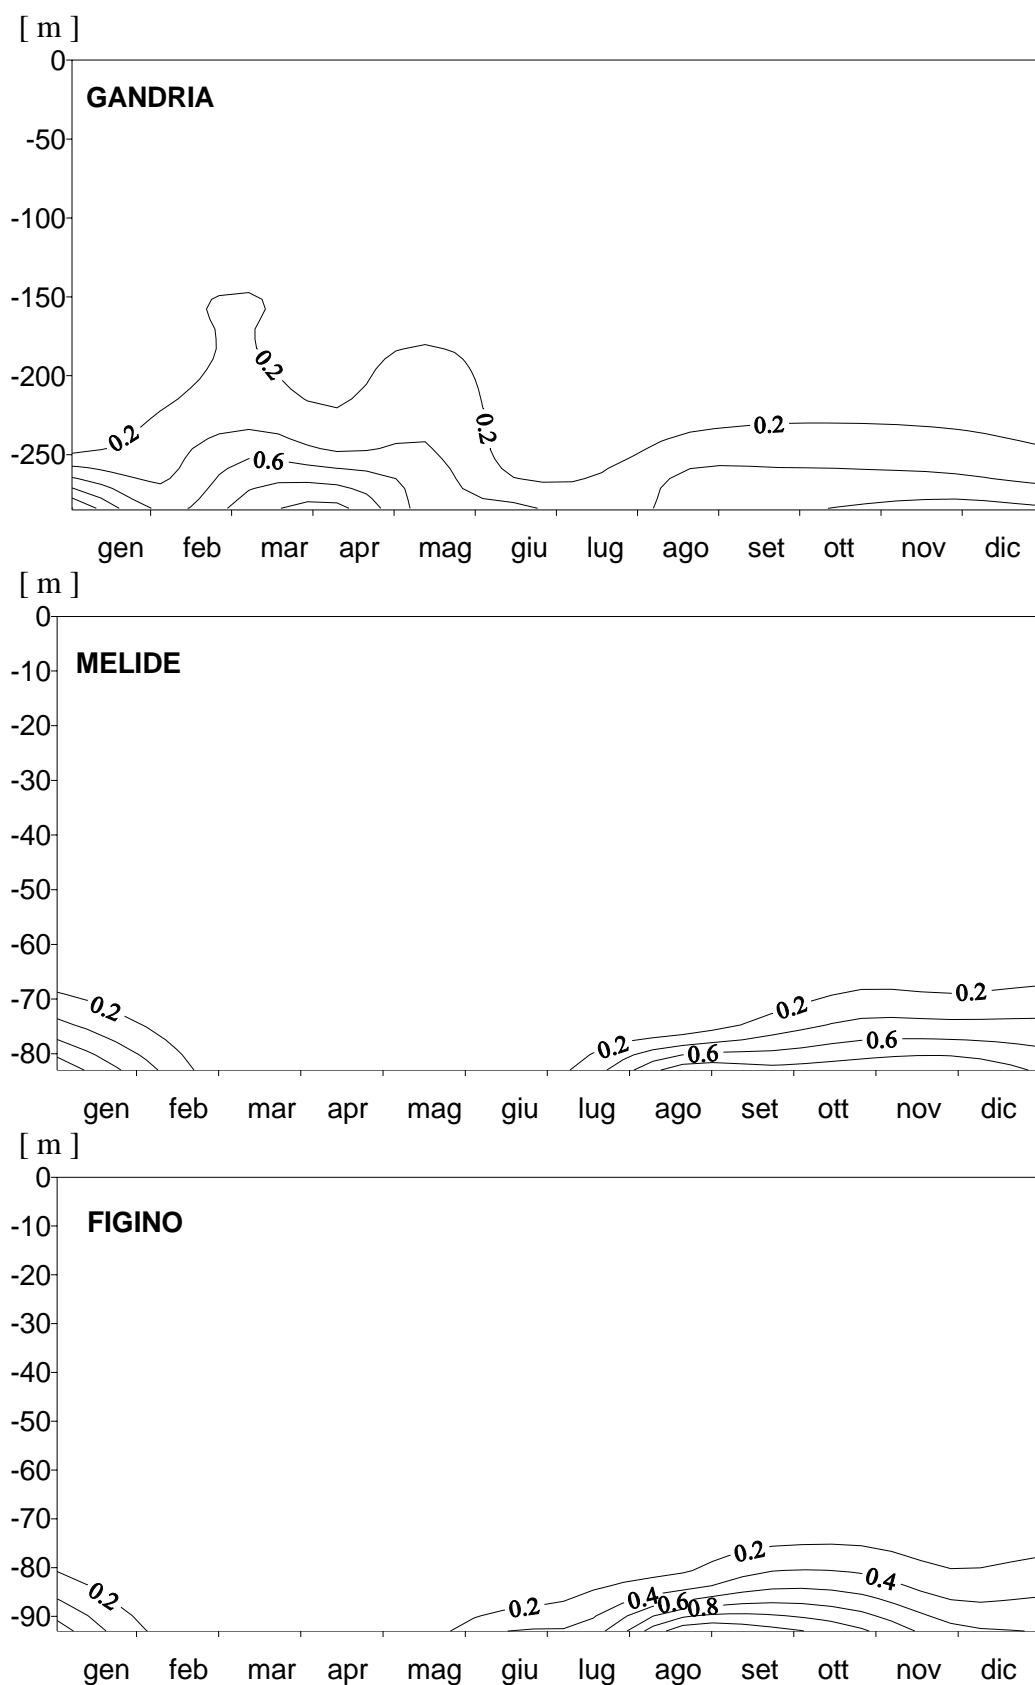 [ m ]
0
GANDRIA
-50
-100
-150
0.2
-200
0.2 0.2 0.2
-250
0.6
gen feb mar apr mag giu lug ago set ott nov dic
[ m ]
0
MELIDE
-10
-20
-30
-40
-50
-60
-70
0.2 0.2 0.2
0.2 0.6 0.6
-80
gen feb mar apr mag giu lug ago set ott nov dic
[ m ]
0
FIGINO
-10
-20
-30
-40
-50
-60
-70
0.2
-80
0.2 0.4
0.2 0.4 0.6 0.8
-90
gen feb mar apr mag giu lug ago set ott nov dic